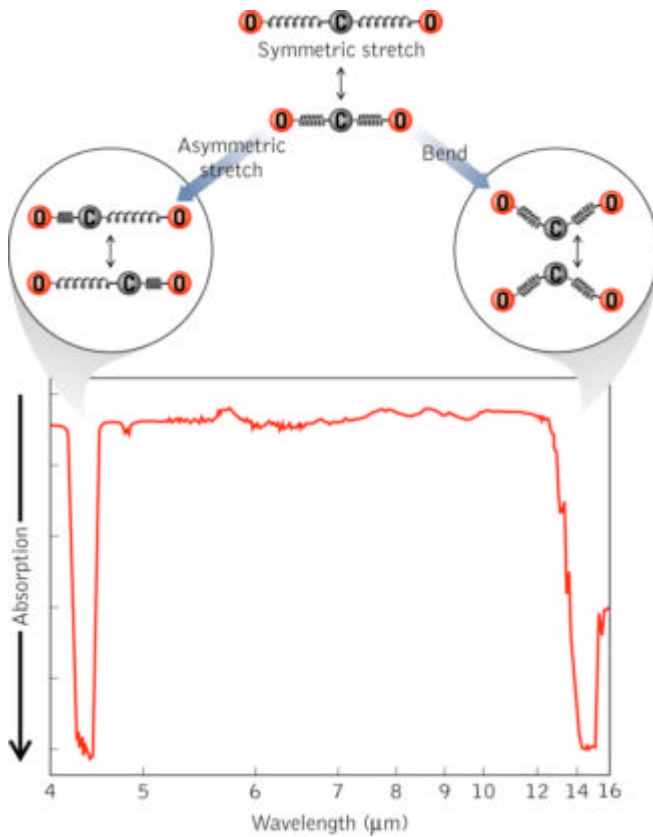 O C O
Symmetric stretch
O C O
Asymmetric
stretch
Bend
O C O
O C O
O O
C
C
O O
Absorption
4 5 6 7 8 9 10 12 14 16
Wavelength (μm)